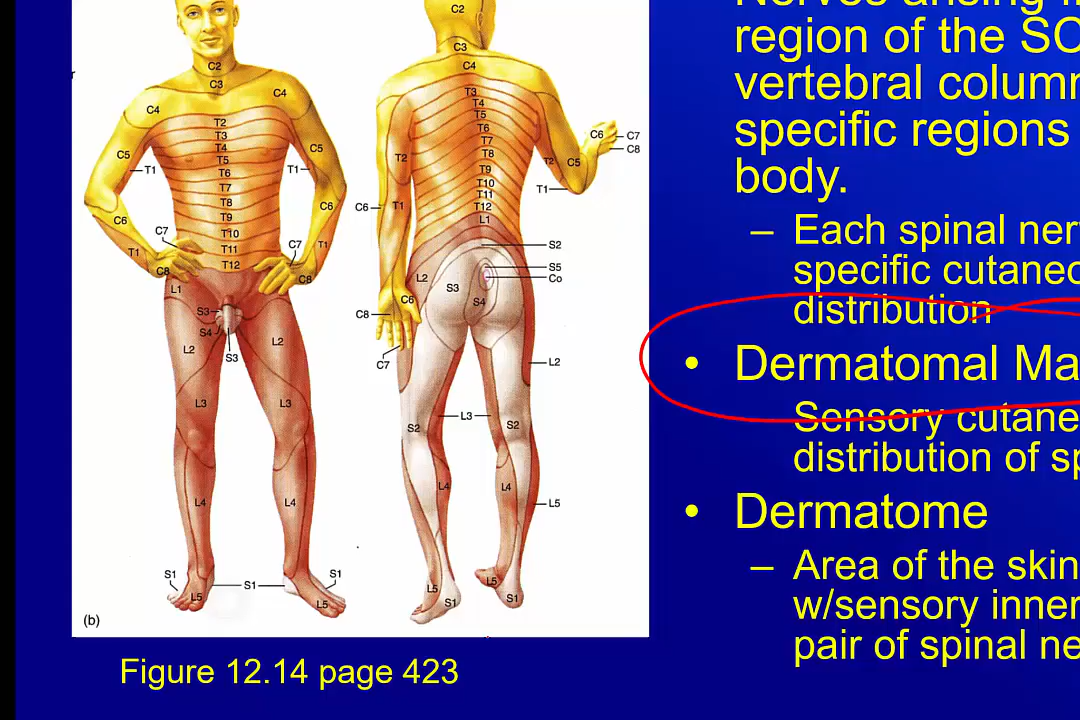 C2
C3
C4
C4
T2
T3
T4
T5
T6
T7
T8
T9
T10
T11
T12
C5
C5
T1
T1
C6
C6
C7
C7
T1
T1
C8
C8
L1
S3
S4
S3
L2
L2
L3
L3
L4
L4
S1
S1
S1
L5
L5
C2
C3
C4
T3
T4
T5
T6
T7
T8
T9
T10
T11
T12
L1
T2
T2
C5
C6
C7
C8
T1
C6
T1
S2
S5
Co
L2
S3
S4
C6
C8
C7
L2
L3
S2
S2
L4
L4
L5
L5
L5
S1
S1
(b)
Figure 12.14 page 423
region of the SC
vertebral column
specific regions
body.
– Each spinal ner
specific cutaneo
distribution
• Dermatomal Ma
Sensory cutane
distribution of sp
• Dermatome
– Area of the skin
w/sensory inner
pair of spinal ne